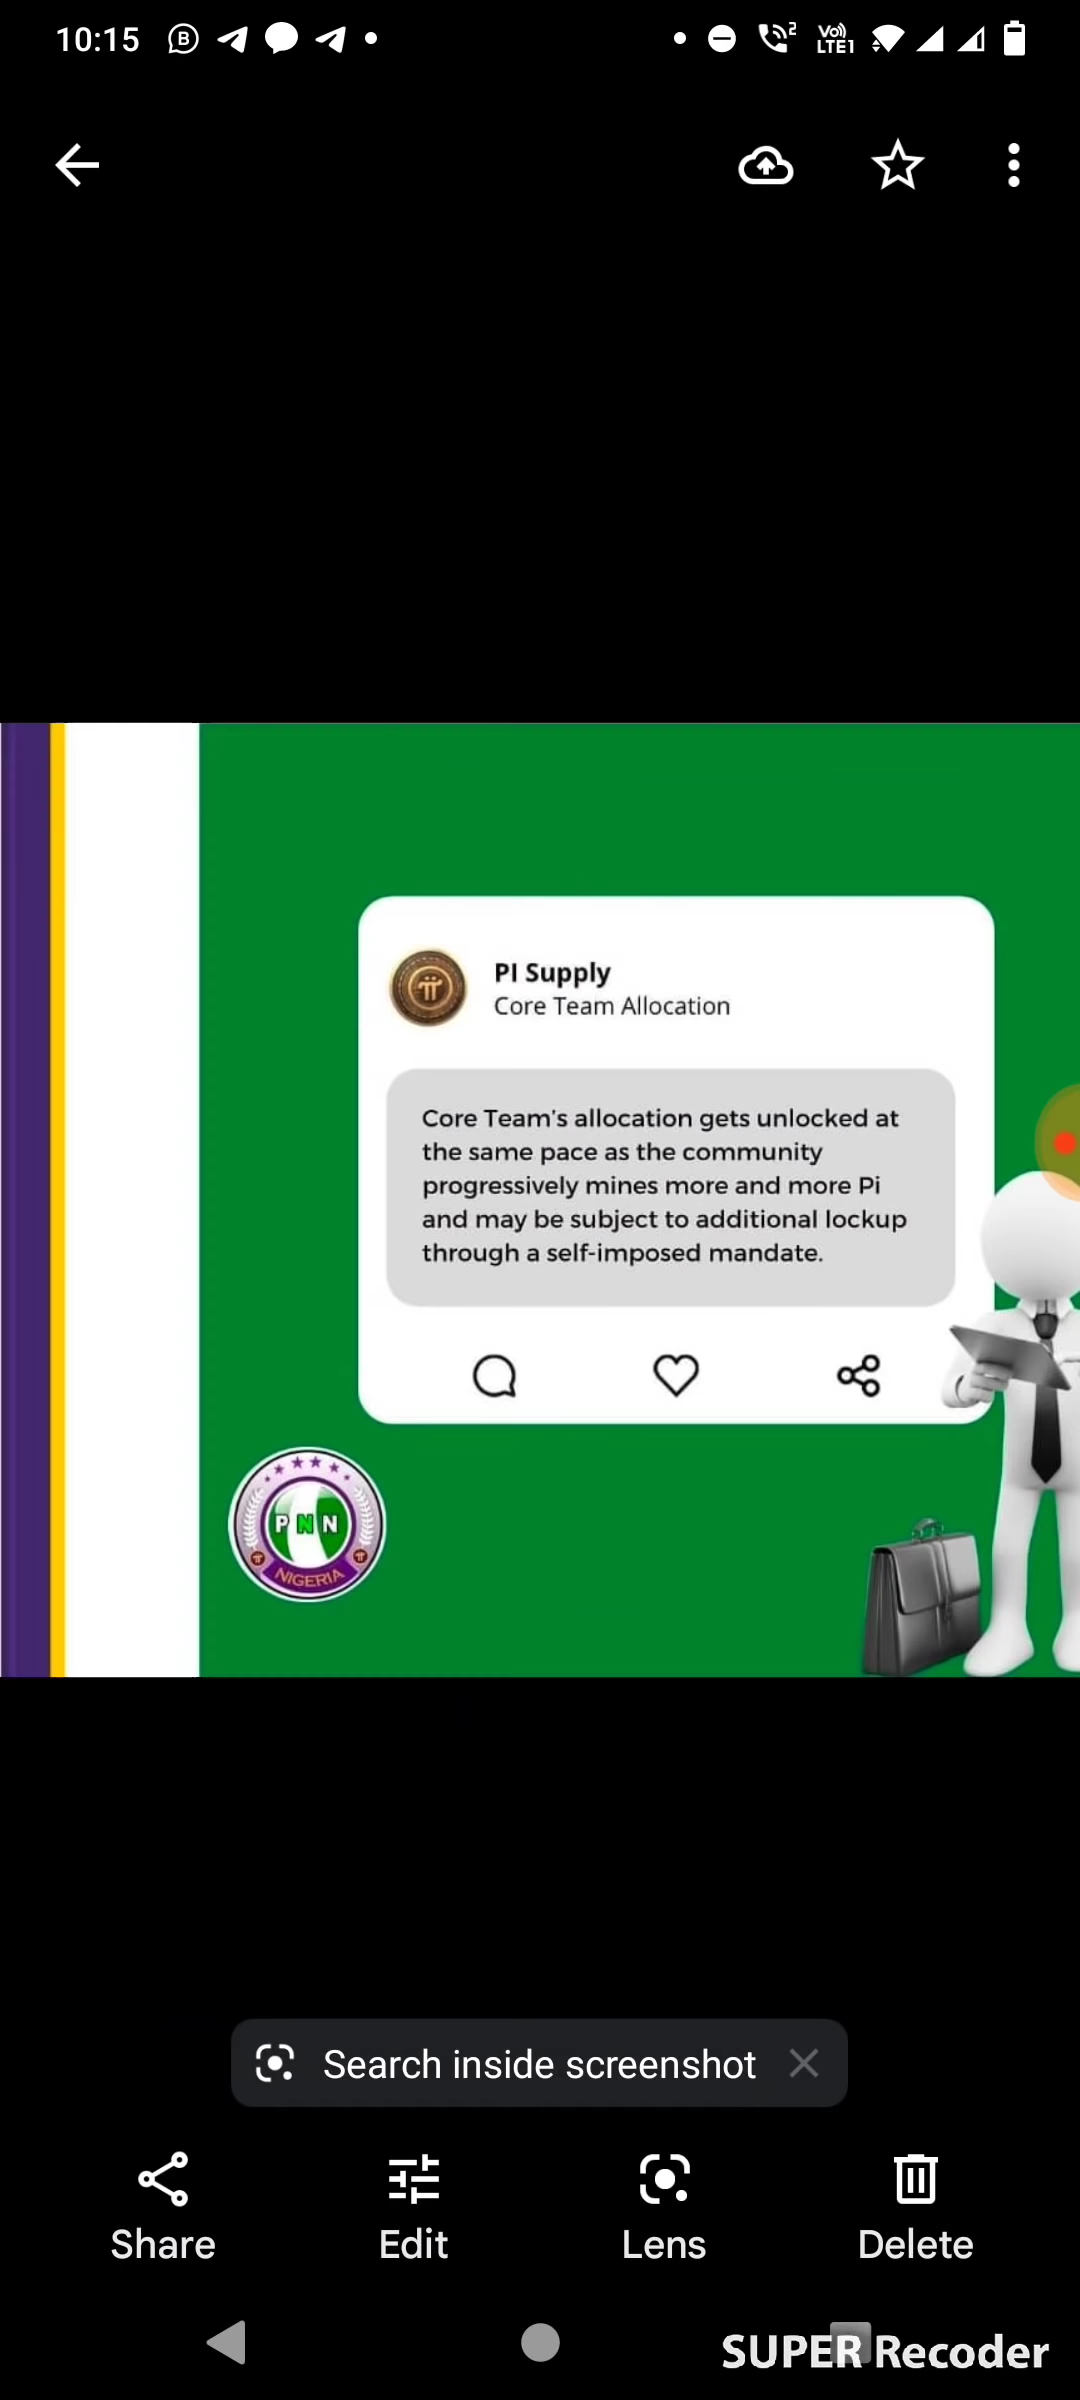 10:15
VoLTE1
PI Supply
Core Team Allocation
Core Team's allocation gets unlocked at
the same pace as the community
progressively mines more and more Pi
and may be subject to additional lockup
through a self-imposed mandate.
PNN
NIGERIA
Search inside screenshot
Share Edit Lens Delete
SUPER Recoder